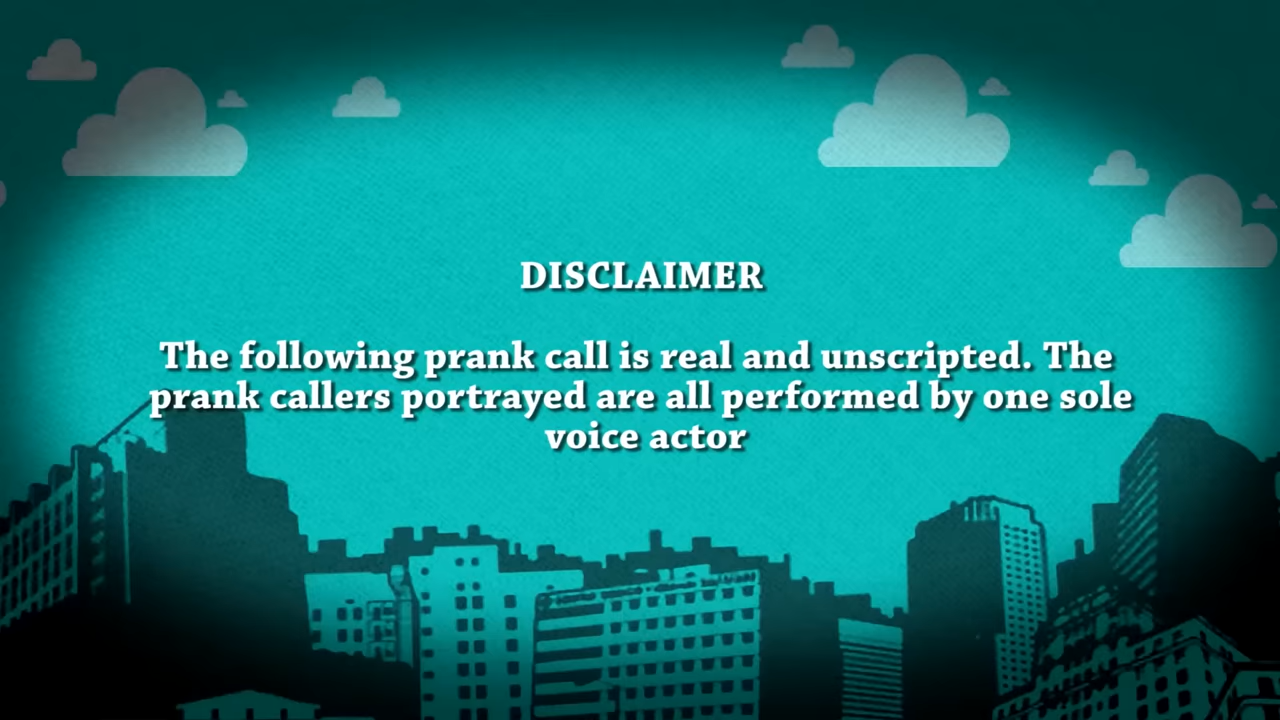 DISCLAIMER
The following prank call is real and unscripted. The
prank callers portrayed are all performed by one sole
voice actor